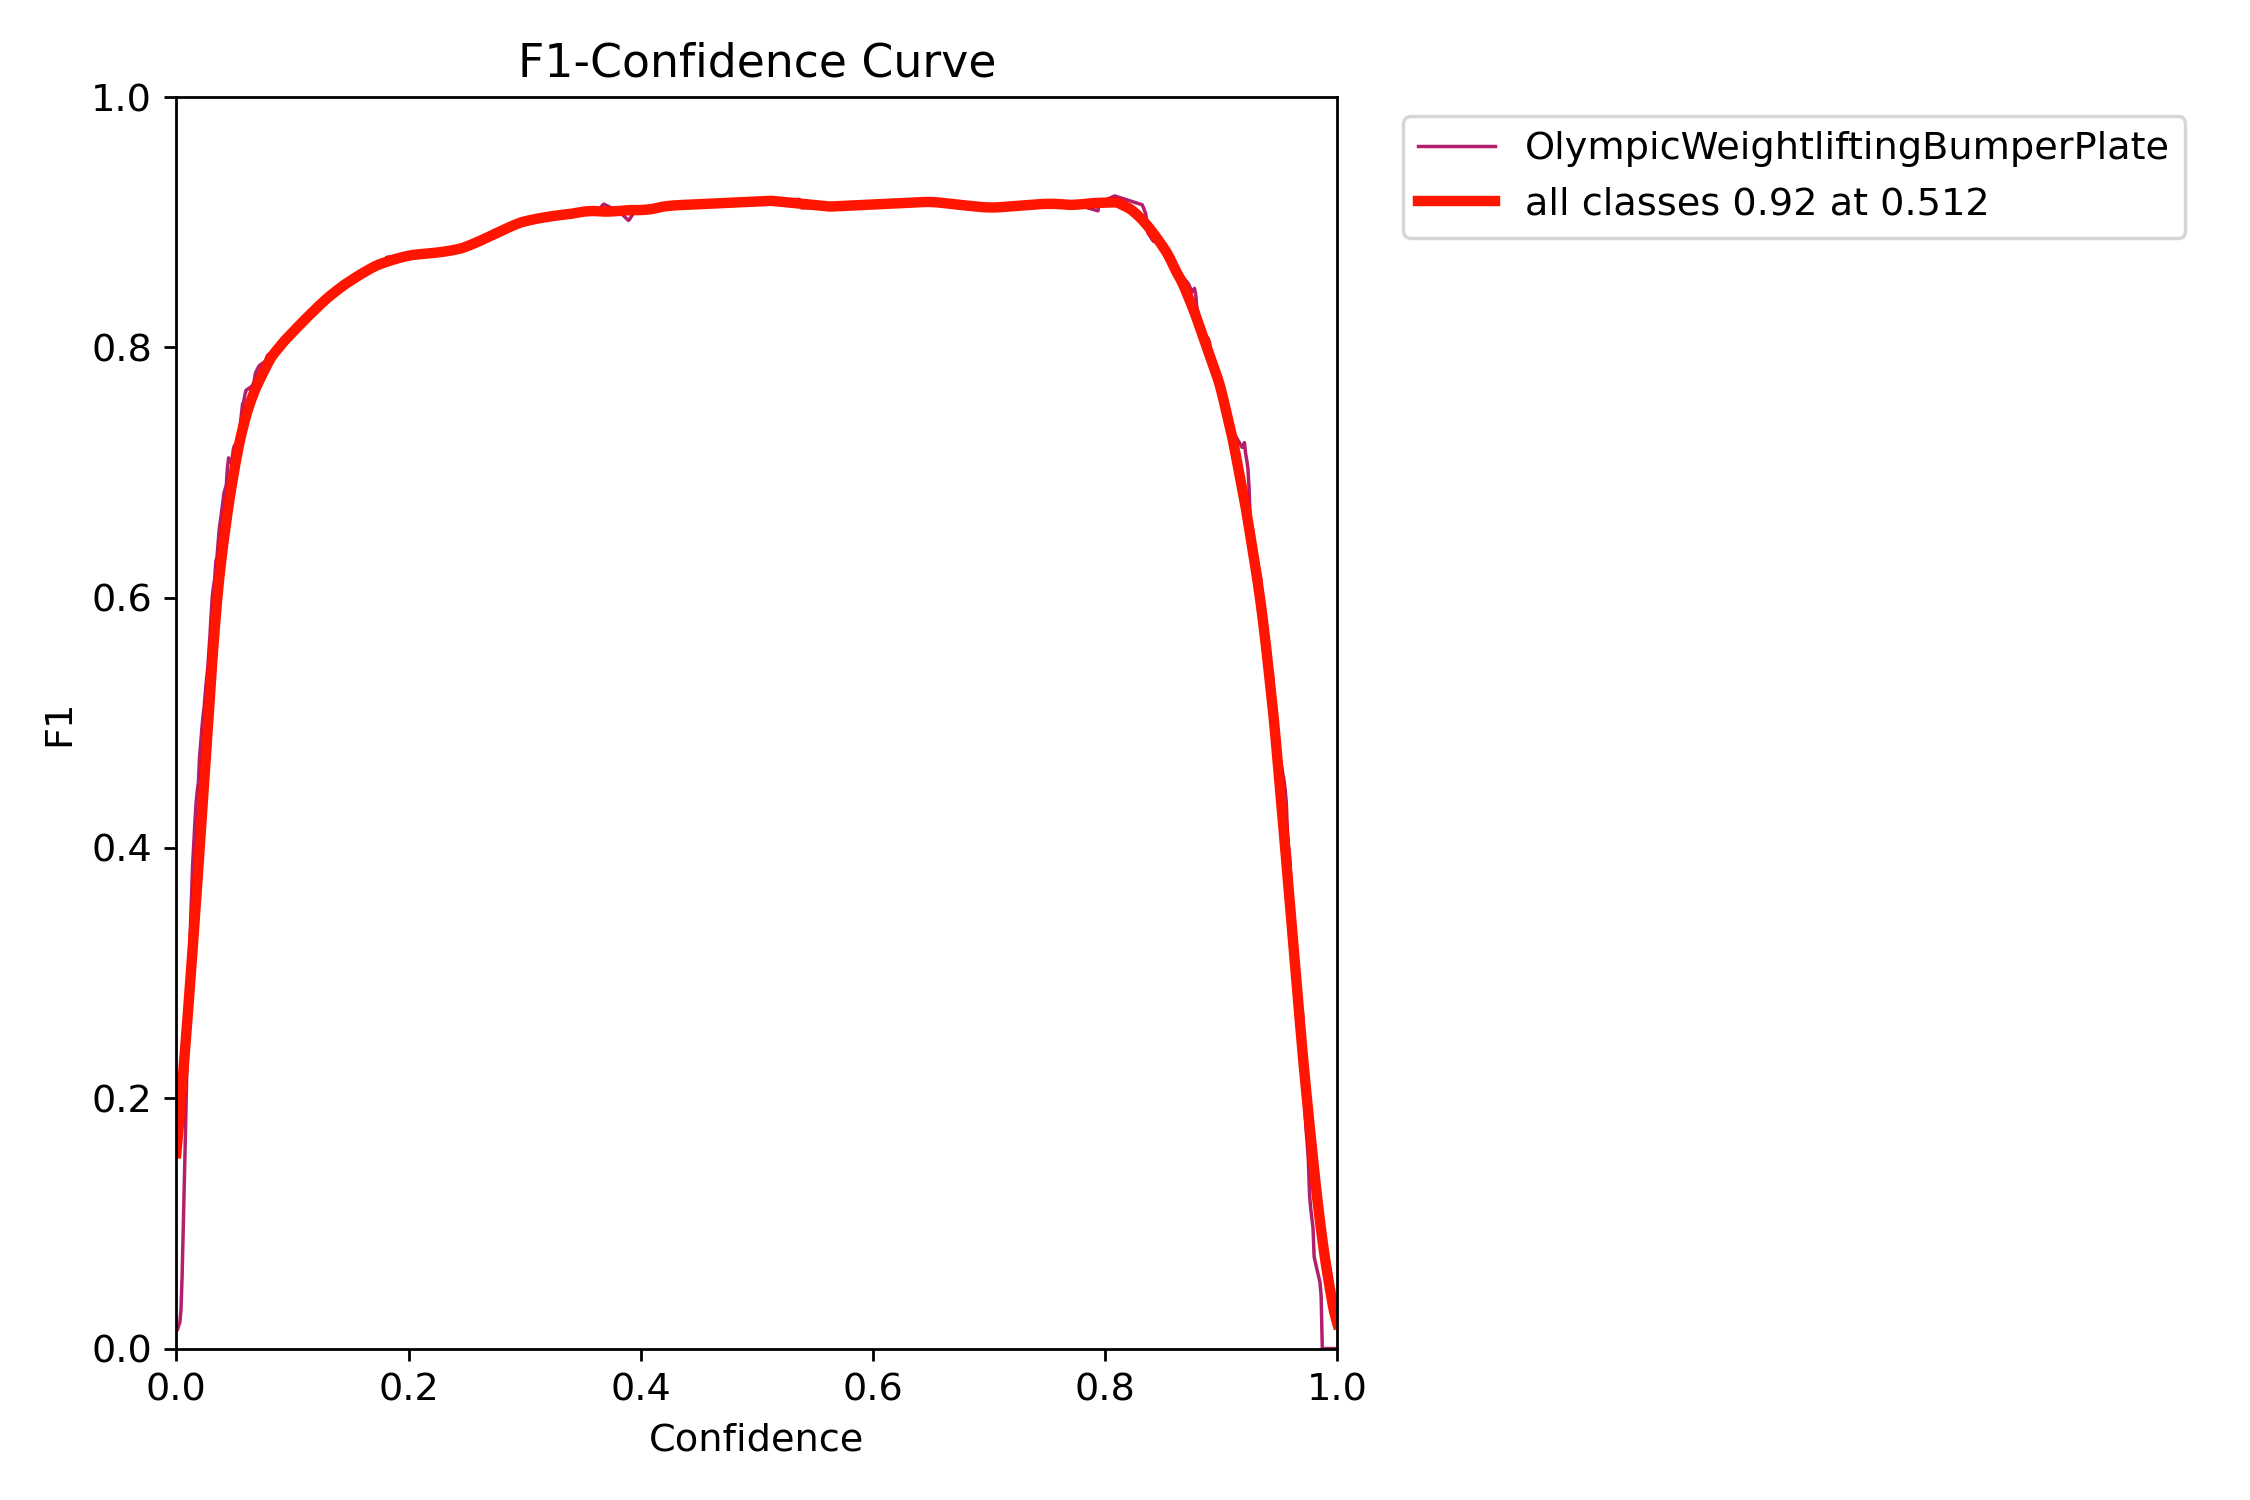 F1-Confidence Curve
1.0
0.8
0.6
0.4
0.2
0.0
F1
0.0 0.2 0.4 0.6 0.8 1.0
Confidence
OlympicWeightliftingBumperPlate
all classes 0.92 at 0.512